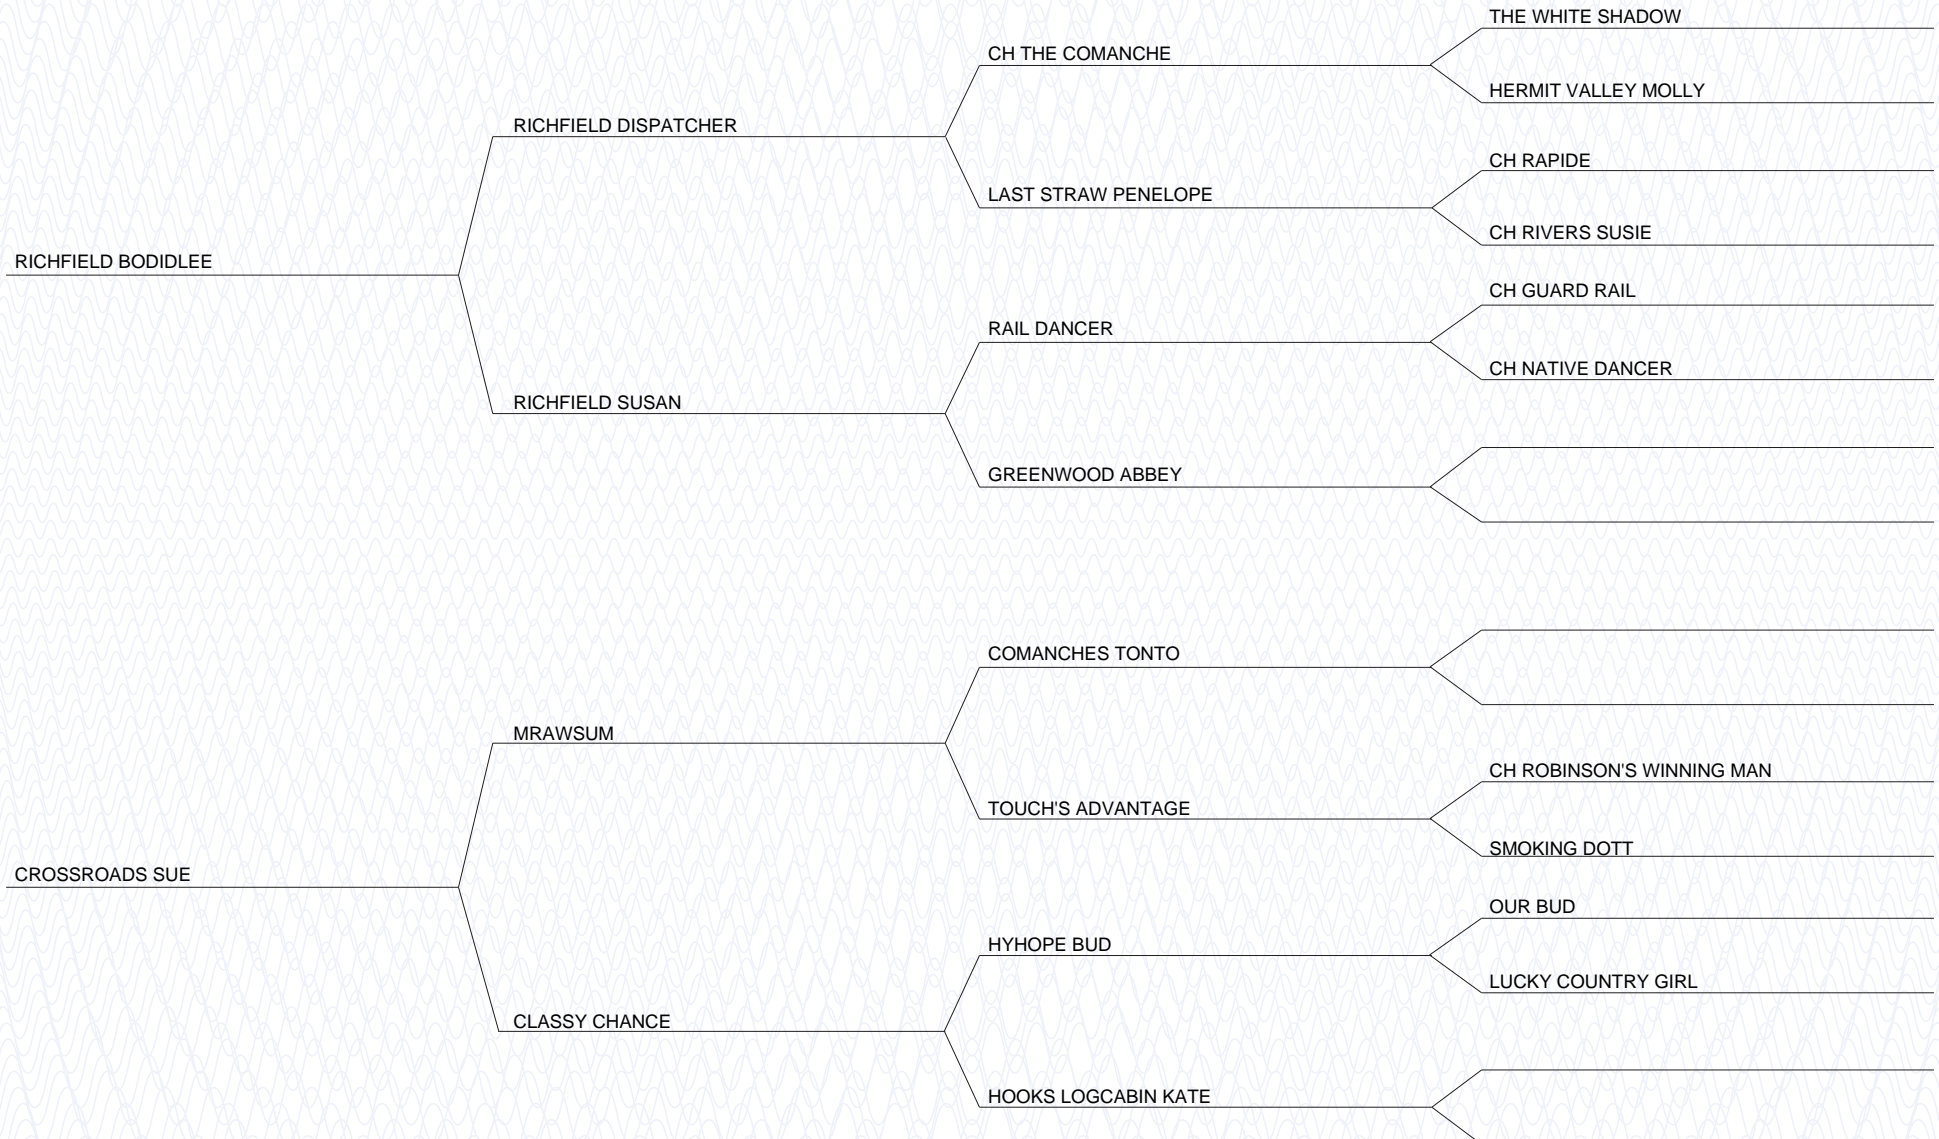 THE WHITE SHADOW
CH THE COMANCHE
HERMIT VALLEY MOLLY
RICHFIELD DISPATCHER
CH RAPIDE
LAST STRAW PENELOPE
CH RIVERS SUSIE
RICHFIELD BODIDLEE
CH GUARD RAIL
RAIL DANCER
CH NATIVE DANCER
RICHFIELD SUSAN
GREENWOOD ABBEY
COMANCHES TONTO
MRAWSUM
CH ROBINSON'S WINNING MAN
TOUCH'S ADVANTAGE
SMOKING DOTT
CROSSROADS SUE
OUR BUD
HYHOPE BUD
LUCKY COUNTRY GIRL
CLASSY CHANCE
HOOKS LOGCABIN KATE